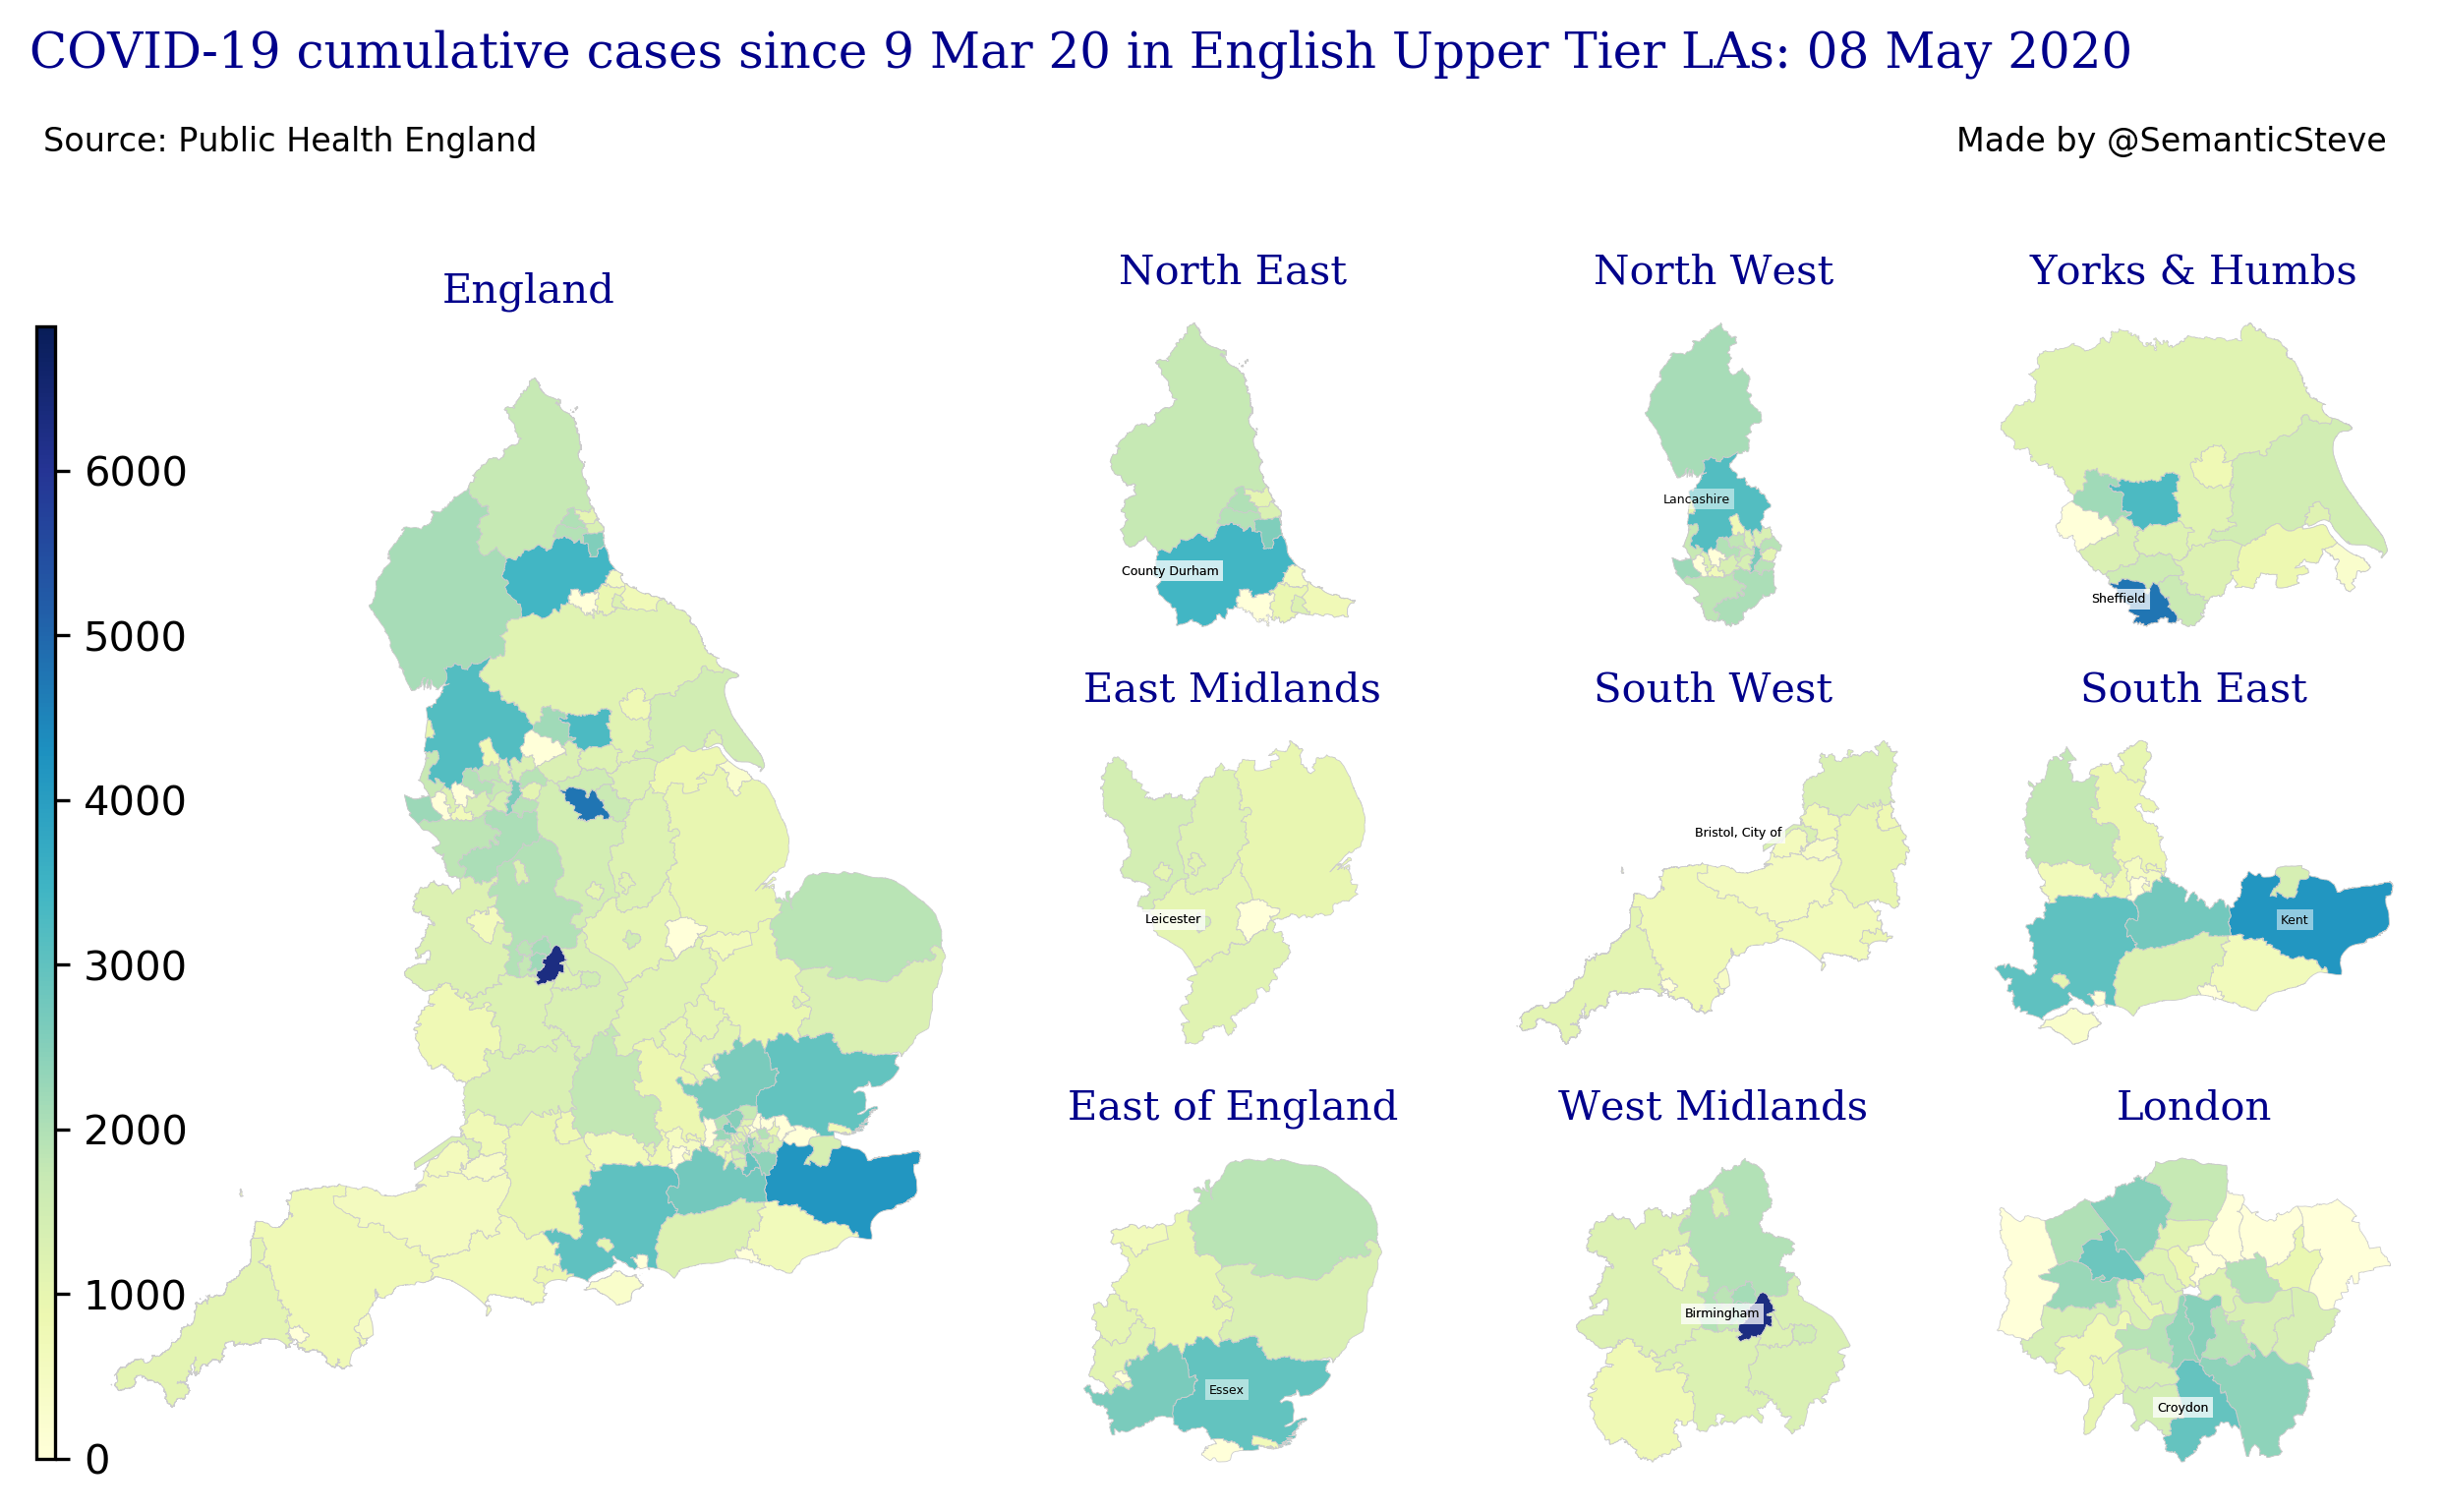 COVID-19 cumulative cases since 9 Mar 20 in English Upper Tier LAs: 08 May 2020
Source: Public Health England
Made by @SemanticSteve
England
6000
5000
4000
3000
2000
1000
0
North East
County Durham
North West
Lancashire
Yorks & Humbs
Sheffield
East Midlands
Leicester
South West
Bristol, City of
South East
Kent
East of England
Essex
West Midlands
Birmingham
London
Croydon